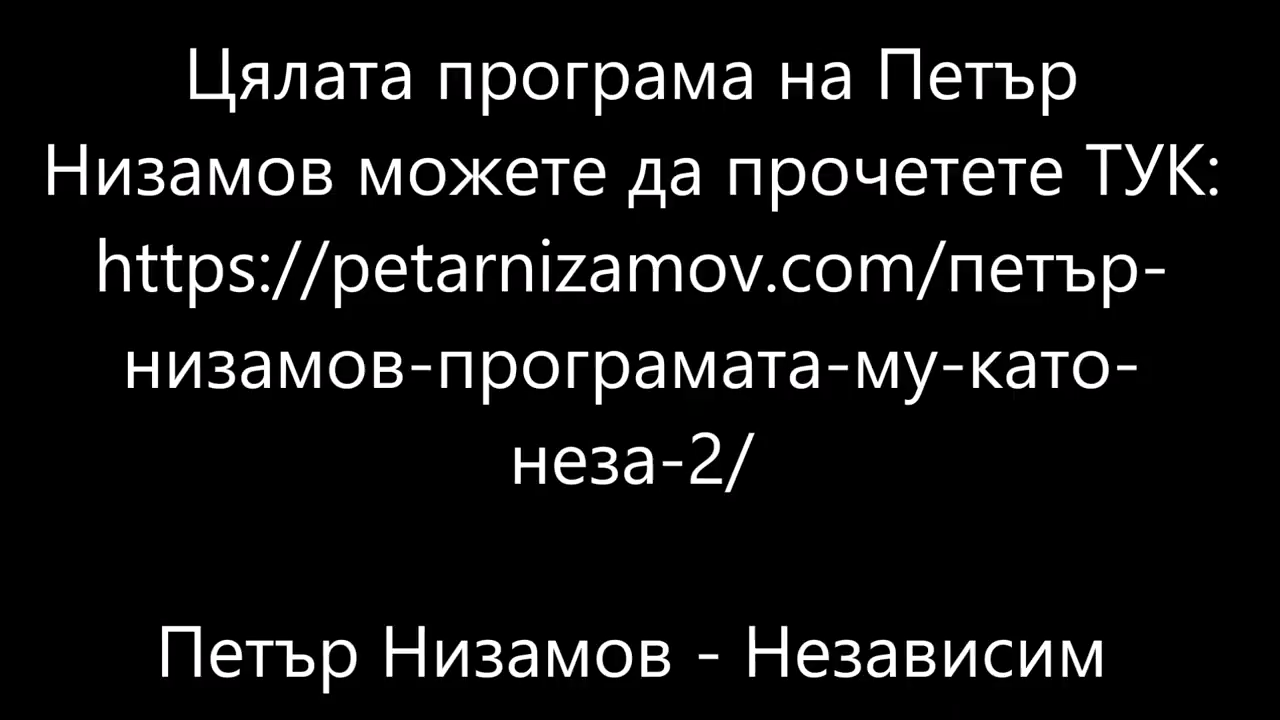 Цялата програма на Петър
Низамов можете да прочетете ТУК:
https://petarnizamov.com/петър-
низамов-програмата-му-като-
неза-2/
Петър Низамов - Независим